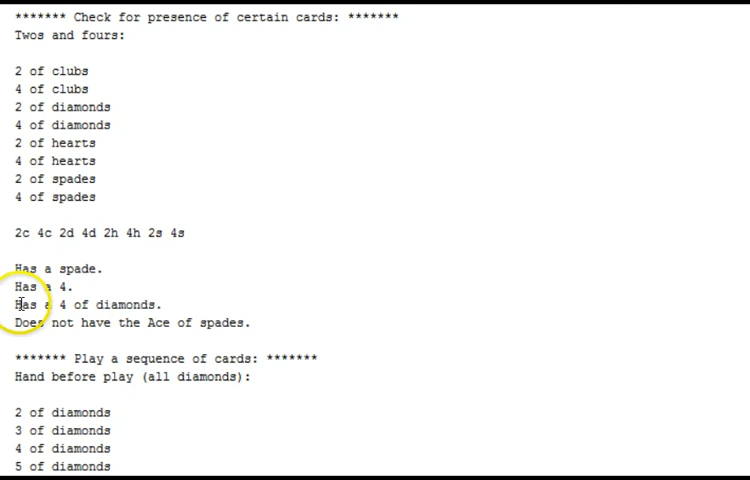 ******* Check for presence of certain cards: *******
Twos and fours:
2 of clubs
4 of clubs
2 of diamonds
4 of diamonds
2 of hearts
4 of hearts
2 of spades
4 of spades
2c 4c 2d 4d 2h 4h 2s 4s
Has a spade.
Has a 4.
Has a 4 of diamonds.
Does not have the Ace of spades.
******* Play a sequence of cards: *******
Hand before play (all diamonds):
2 of diamonds
3 of diamonds
4 of diamonds
5 of diamonds